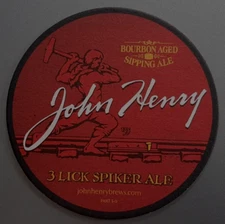 BOURBON AGED
SIPPING ALE
John Henry
3 LICK SPIKER ALE
johnhenrybrews.com